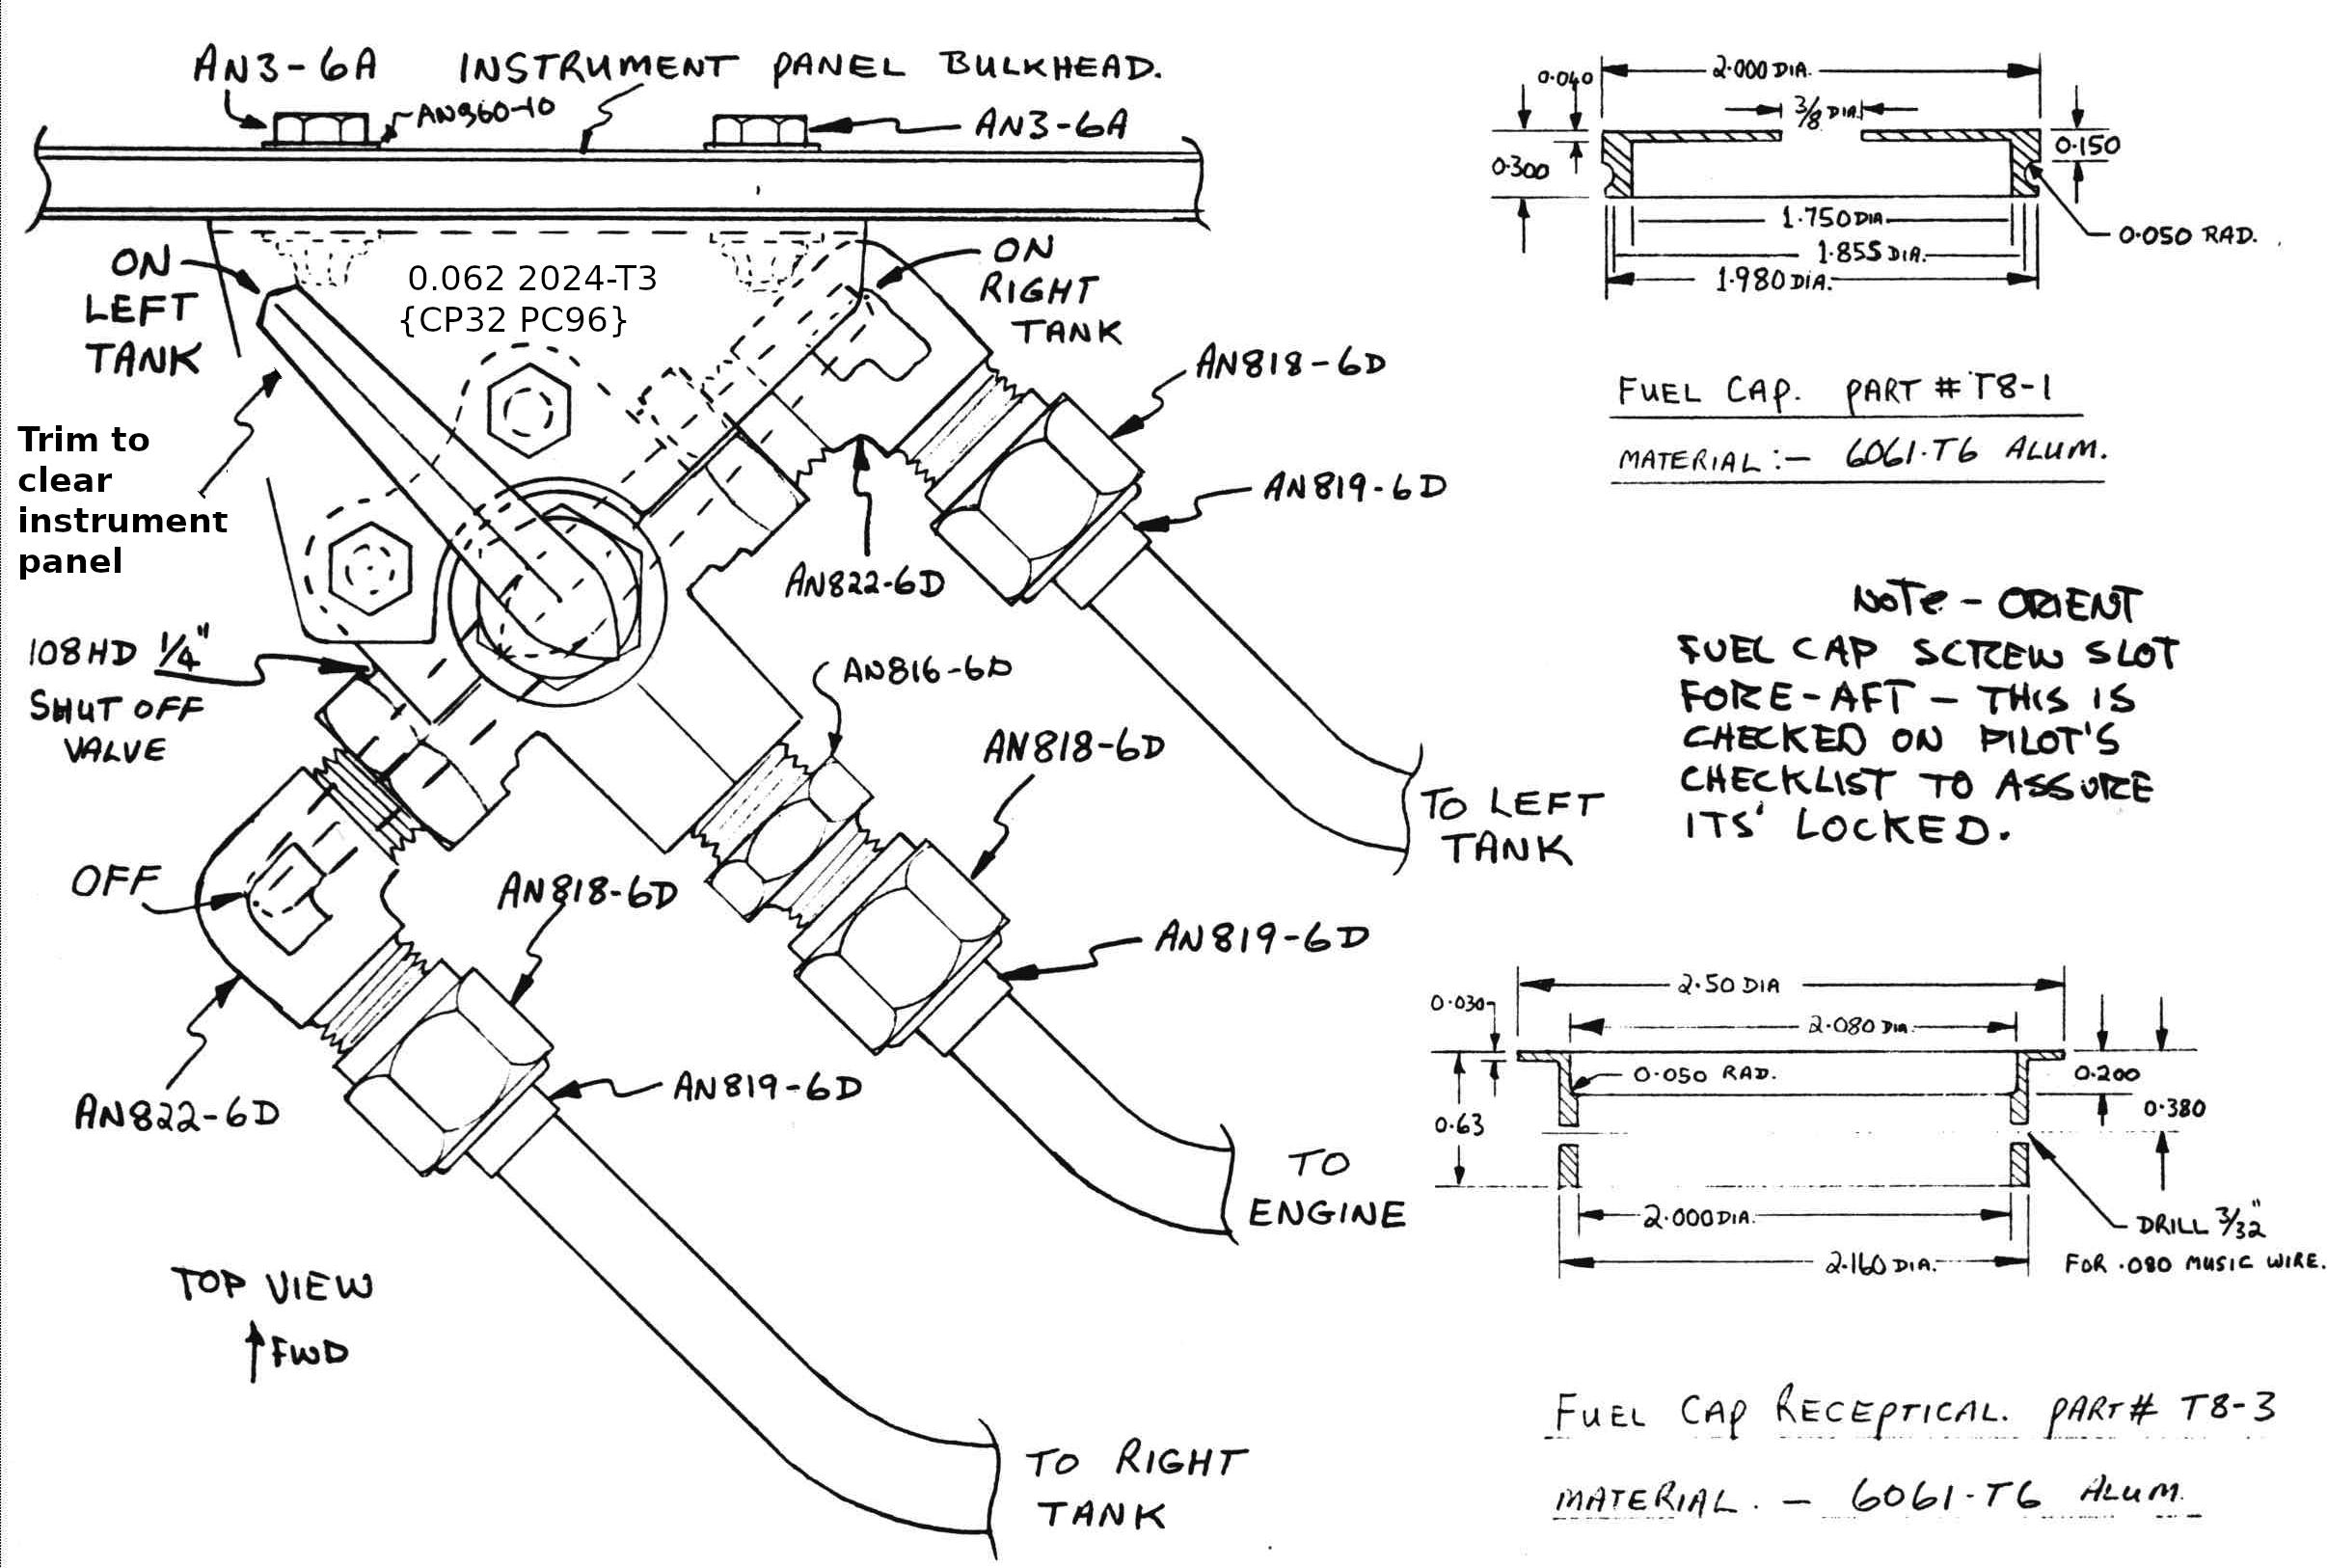 AN3-6A
INSTRUMENT PANEL BULKHEAD.
AN960-10
AN3-6A
ON
LEFT
TANK
0.062 2024-T3
{CP32 PC96}
ON
RIGHT
TANK
Trim to
clear
instrument
panel
AN818-6D
AN819-6D
AN822-6D
108HD 1/4"
SHUT OFF
VALVE
AN816-6D
AN818-6D
TO LEFT
TANK
OFF
AN818-6D
AN819-6D
AN822-6D
AN819-6D
TO
ENGINE
TOP VIEW
FWD
TO RIGHT
TANK
2.000 DIA.
0.040
3/8 DIA.
0.300
0.150
1.750 DIA.
1.855 DIA.
1.980 DIA.
0.050 RAD.
FUEL CAP. PART # T8-1
MATERIAL:- 6061-T6 ALUM.
NOTE - ORIENT
FUEL CAP SCREW SLOT
FORE-AFT - THIS IS
CHECKED ON PILOT'S
CHECKLIST TO ASSURE
ITS' LOCKED.
2.50 DIA
0.030
2.080 DIA.
0.050 RAD.
0.200
0.380
0.63
2.000 DIA.
DRILL 3/32"
FOR .080 MUSIC WIRE.
2.160 DIA.
FUEL CAP RECEPTICAL. PART# T8-3
MATERIAL. - 6061-T6 ALUM.